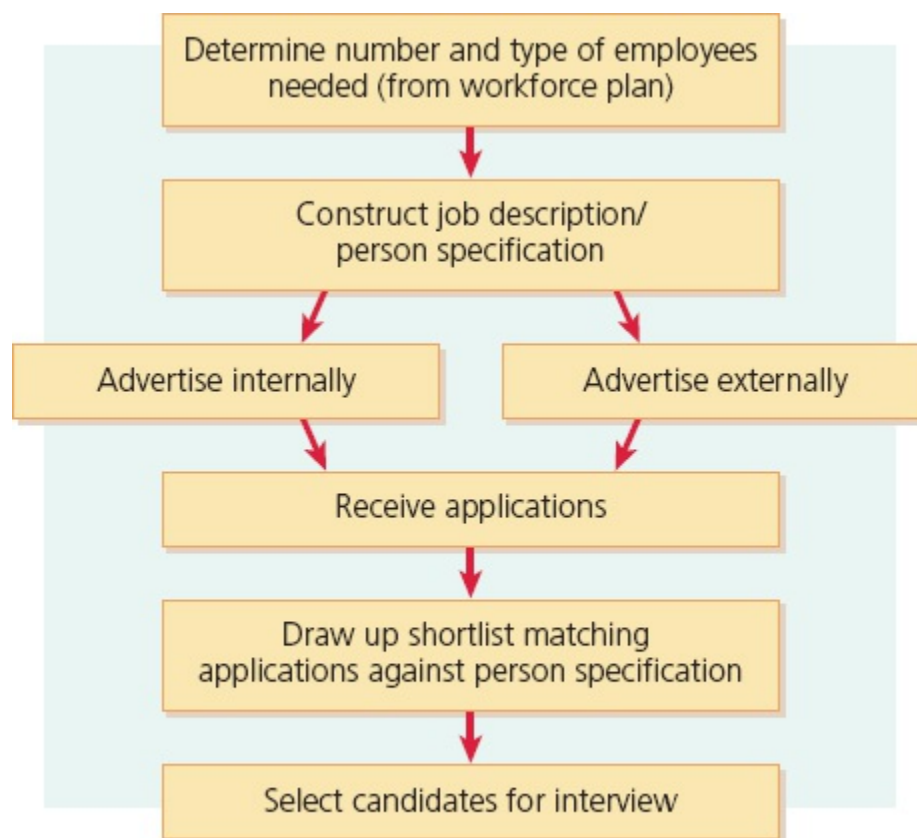 Determine number and type of employees
needed (from workforce plan)
Construct job description/
person specification
Advertise internally
Advertise externally
Receive applications
Draw up shortlist matching
applications against person specification
Select candidates for interview